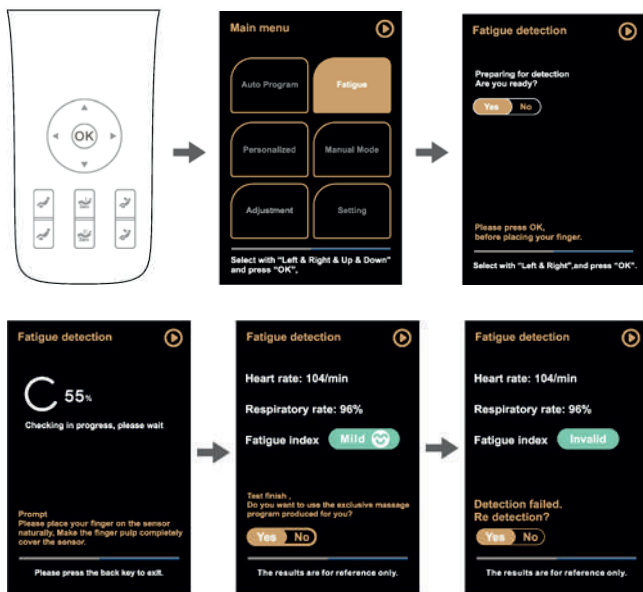 OK
Main menu
Auto Program
Fatigue
Personalized
Manual Mode
Adjustment
Setting
Select with "Left & Right & Up & Down"
and press "OK",
Fatigue detection
Preparing for detection
Are you ready?
Yes No
Please press OK,
before placing your finger.
Select with "Left & Right",and press "OK".
Fatigue detection
55%
Checking in progress, please wait
Prompt
Please place your finger on the sensor
naturally, Make the finger pulp completely
cover the sensor.
Please press the back key to exit.
Fatigue detection
Heart rate: 104/min
Respiratory rate: 96%
Fatigue index Mild
Test finish ,
Do you want to use the exclusive massage
program produced for you?
Yes No
The results are for reference only.
Fatigue detection
Heart rate: 104/min
Respiratory rate: 96%
Fatigue index Invalid
Detection failed.
Re detection?
Yes No
The results are for reference only.